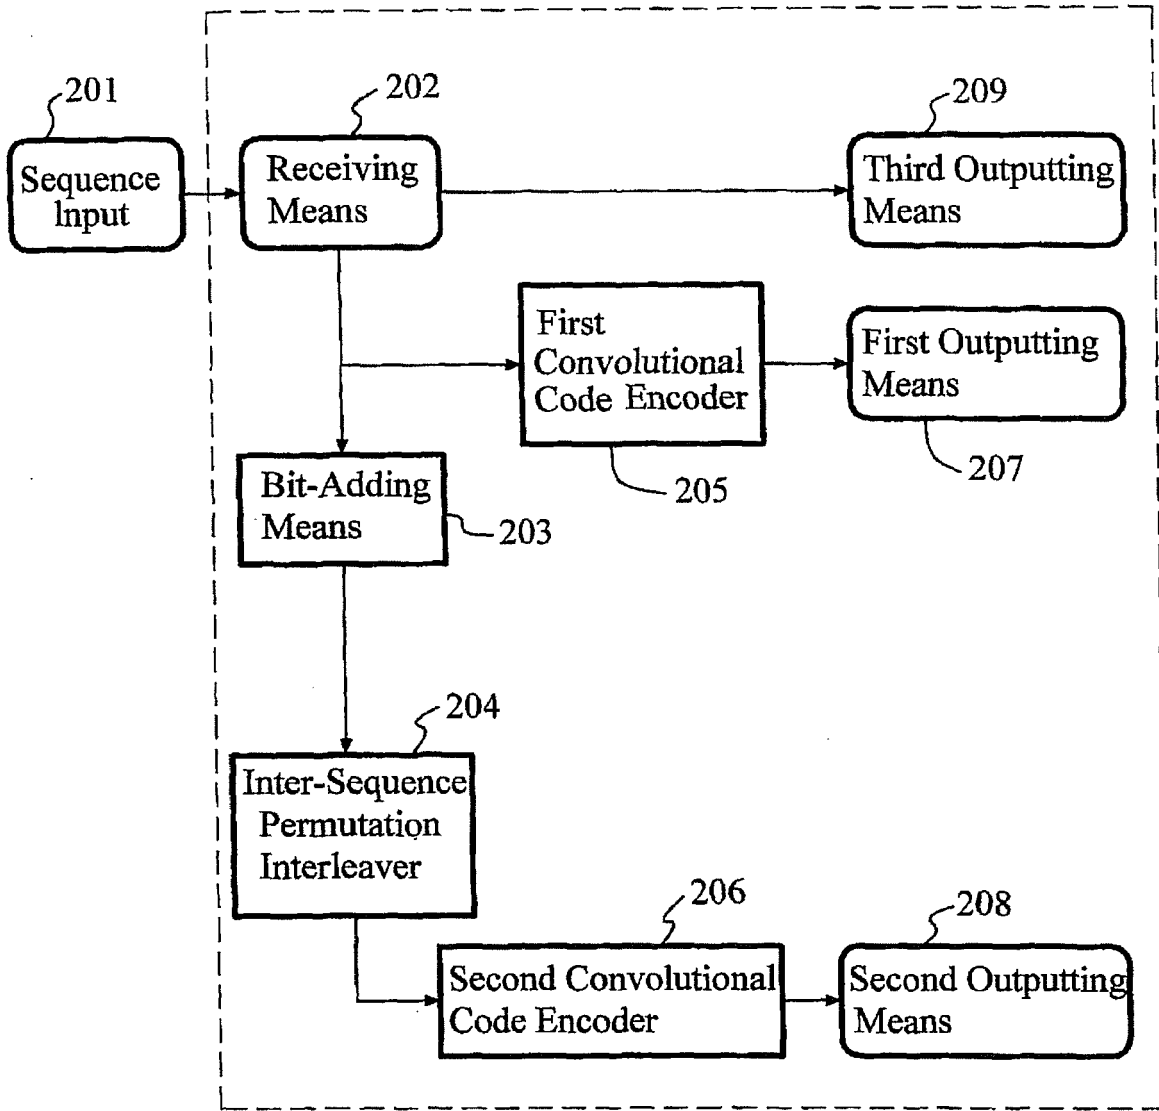 201
202
209
Sequence
Input
Receiving
Means
Third Outputting
Means
First
Convolutional
Code Encoder
First Outputting
Means
205
207
Bit-Adding
Means
203
204
Inter-Sequence
Permutation
Interleaver
206
208
Second Convolutional
Code Encoder
Second Outputting
Means